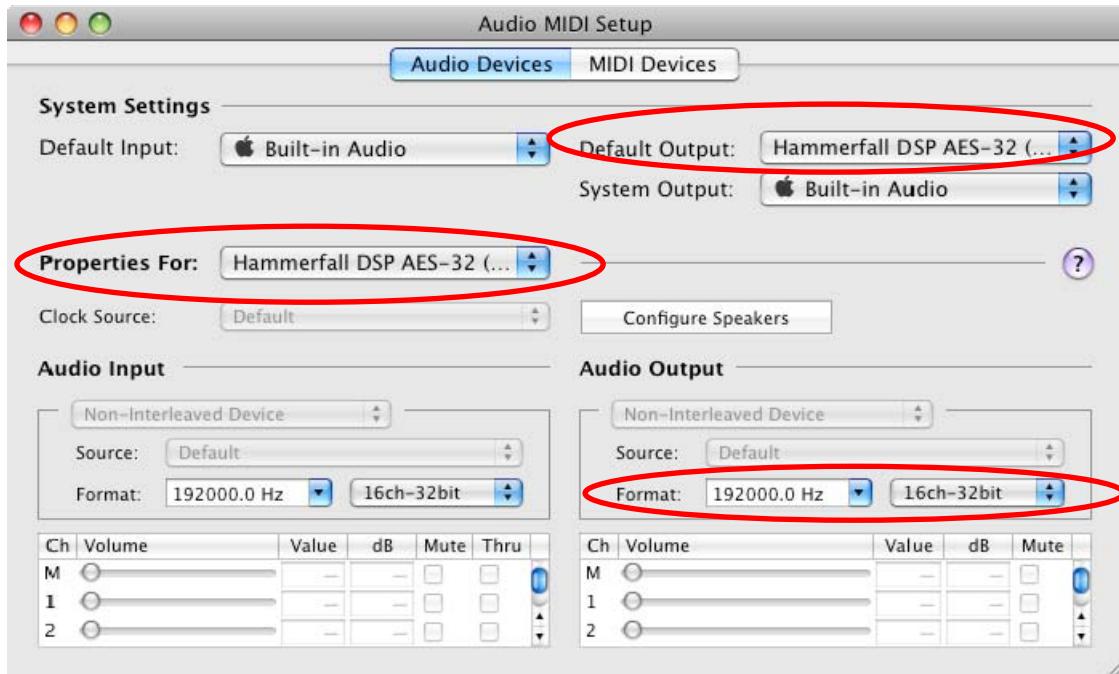 Audio MIDI Setup
Audio Devices MIDI Devices
System Settings
Default Input: Built-in Audio
Default Output: Hammerfall DSP AES-32 (...
System Output: Built-in Audio
Properties For: Hammerfall DSP AES-32 (... ?
Clock Source: Default
Configure Speakers
Audio Input
Non-Interleaved Device
Source: Default
Format: 192000.0 Hz 16ch-32bit
Ch Volume Value dB Mute Thru
M — —
1 — —
2 — —
Audio Output
Non-Interleaved Device
Source: Default
Format: 192000.0 Hz 16ch-32bit
Ch Volume Value dB Mute
M — —
1 — —
2 — —